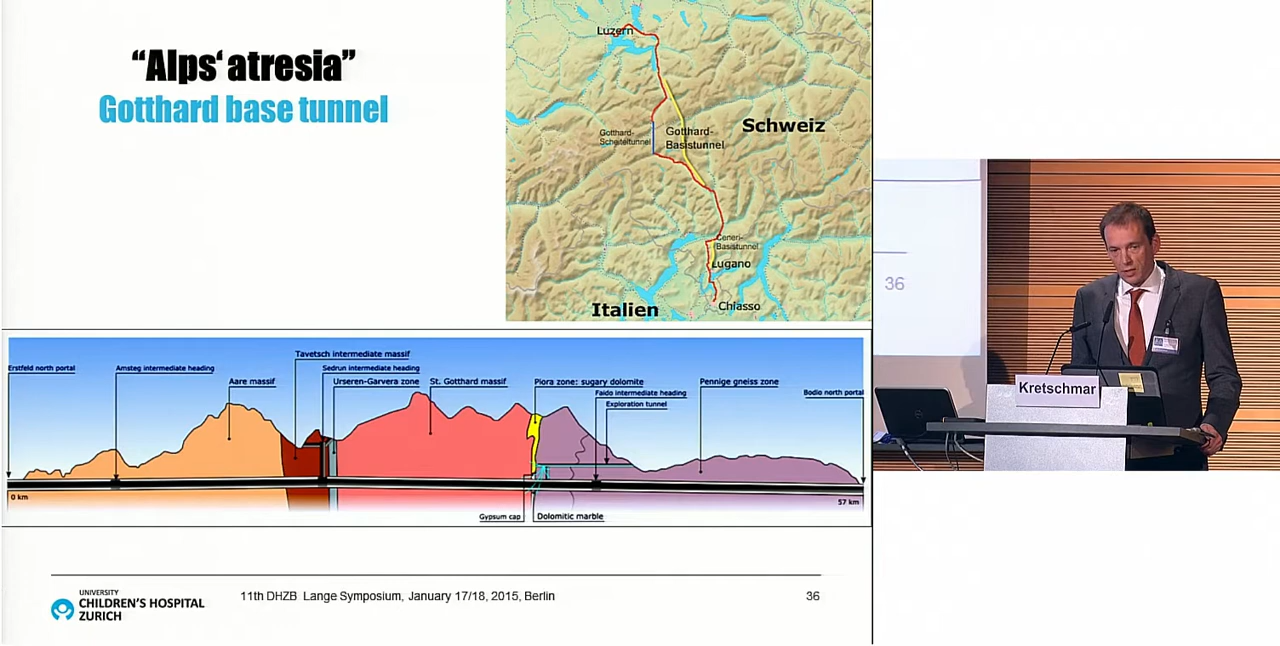 “Alps‘ atresia”
Gotthard base tunnel
Luzern
Gotthard-
Scheiteltunnel
Gotthard-
Basistunnel
Schweiz
Ceneri-
Basistunnel
Lugano
Chiasso
Italien
36
Kretschmar
Tavetsch intermediate massif
Erstfeld north portal
Amsteg intermediate heading
Sedrun intermediate heading
Aare massif
Urseren-Garvera zone
St. Gotthard massif
Piora zone: sugary dolomite
Pennige gneiss zone
Faido intermediate heading
Bodio north portal
Exploration tunnel
0 km
57 km
Gypsum cap
Dolomitic marble
UNIVERSITY
CHILDREN'S HOSPITAL
ZURICH
11th DHZB Lange Symposium, January 17/18, 2015, Berlin
36